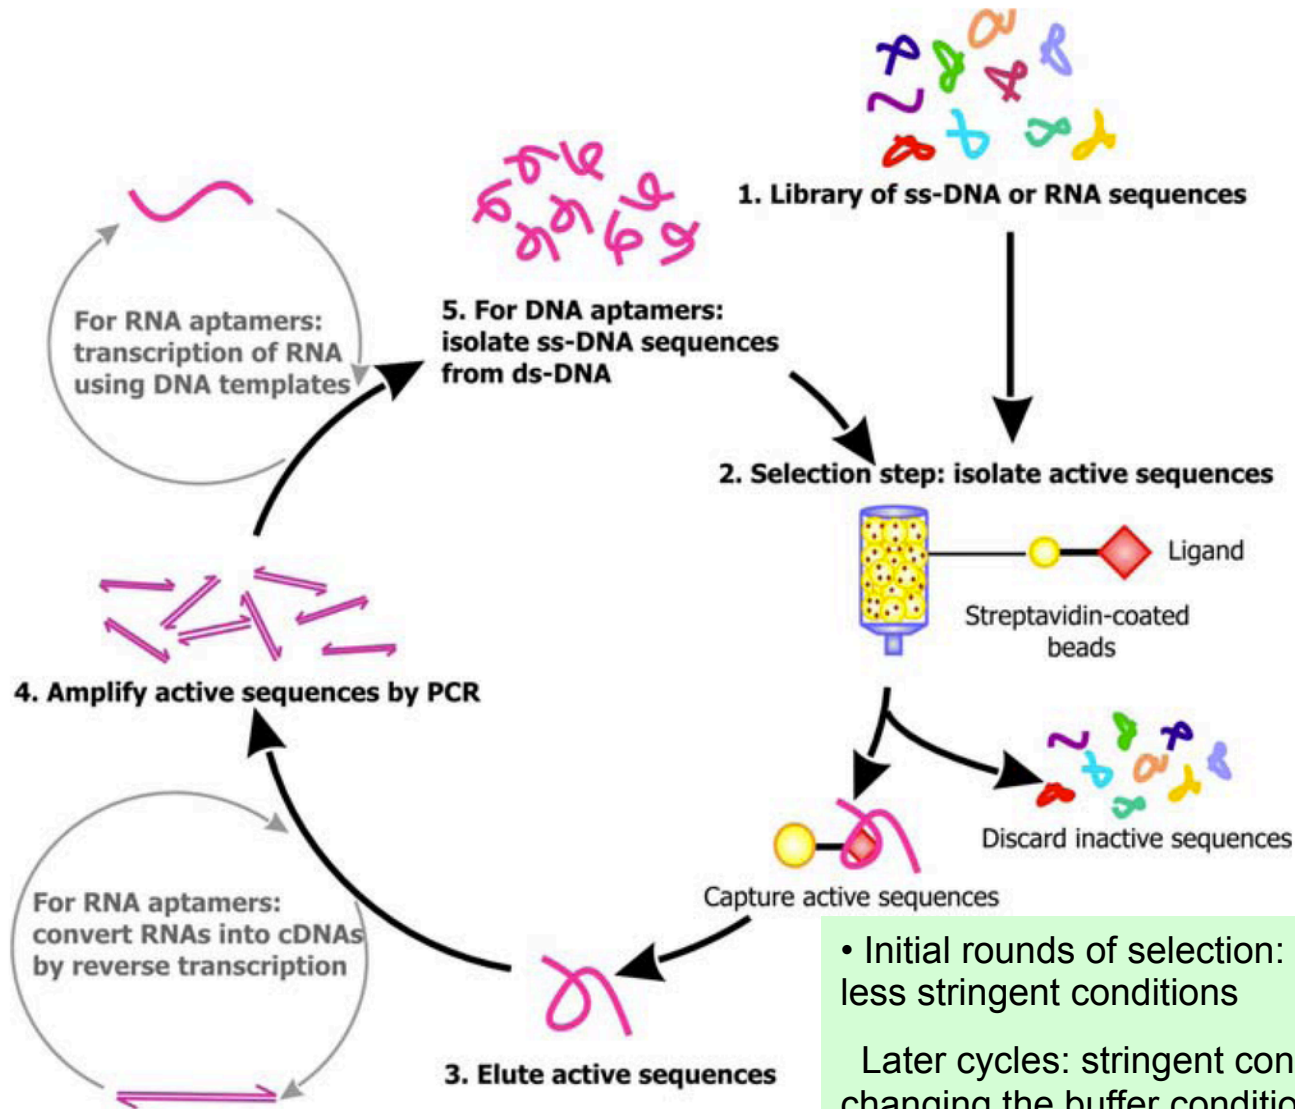 1. Library of ss-DNA or RNA sequences
5. For DNA aptamers:
isolate ss-DNA sequences
from ds-DNA
For RNA aptamers:
transcription of RNA
using DNA templates
2. Selection step: isolate active sequences
Ligand
Streptavidin-coated
beads
4. Amplify active sequences by PCR
Discard inactive sequences
Capture active sequences
For RNA aptamers:
convert RNAs into cDNAs
by reverse transcription
3. Elute active sequences
• Initial rounds of selection:
less stringent conditions
Later cycles: stringent
changing the buffer